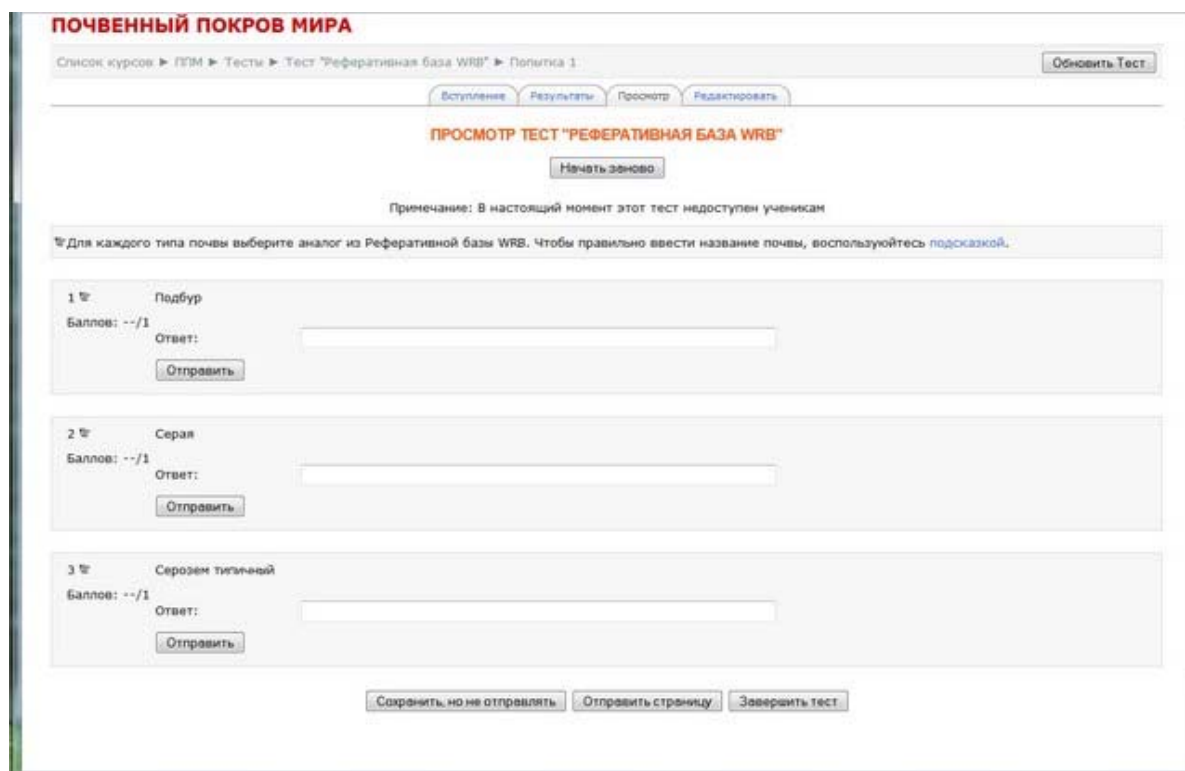 ПОЧВЕННЫЙ ПОКРОВ МИРА
Список курсов ► ППМ ► Тесты ► Тест "Реферативная база WRB" ► Попытка 1
Обновить Тест
Вступление Результаты Просмотр Редактировать
ПРОСМОТР ТЕСТ "РЕФЕРАТИВНАЯ БАЗА WRB"
Начать заново
Примечание: В настоящий момент этот тест недоступен ученикам
Для каждого типа почвы выберите аналог из Реферативной базы WRB. Чтобы правильно ввести название почвы, воспользуйтесь подсказкой.
1 Подбур
Баллов: --/1
Ответ:
Отправить
2 Серая
Баллов: --/1
Ответ:
Отправить
3 Серозем типичный
Баллов: --/1
Ответ:
Отправить
Сохранить, но не отправлять Отправить страницу Завершить тест